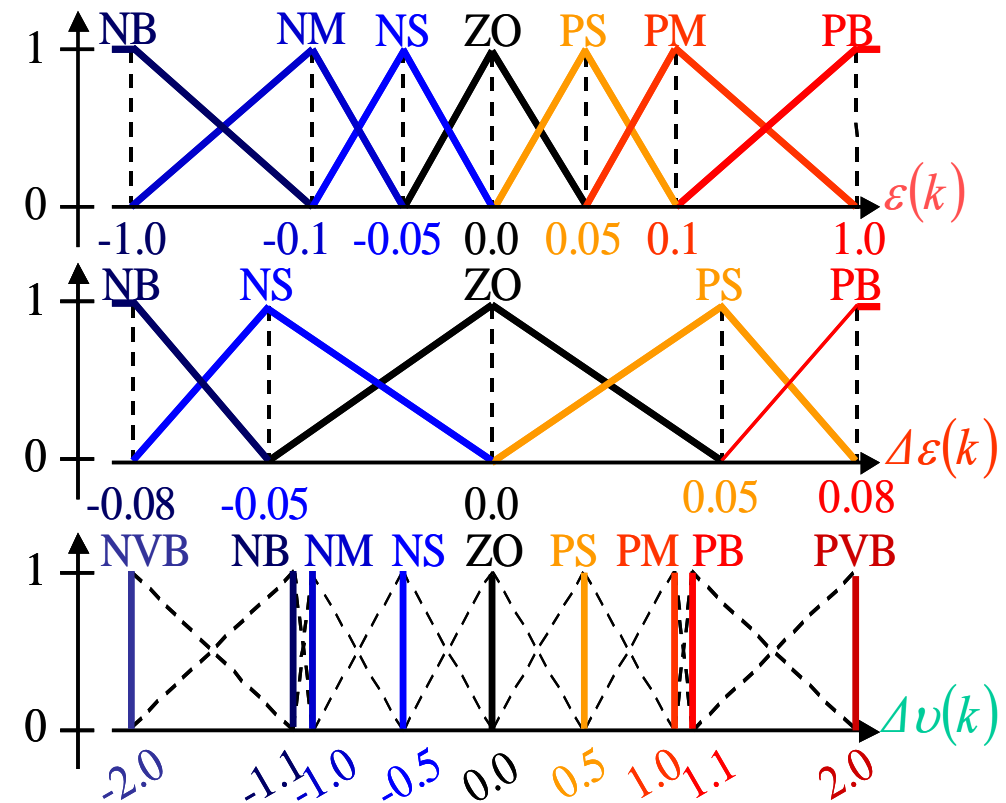 NB NM NS ZO PS PM PB
1
0
ε(k)
-1.0 -0.1 -0.05 0.0 0.05 0.1 1.0
NB NS ZO PS PB
1
0
Δε(k)
-0.08 -0.05 0.0 0.05 0.08
NVB NB NM NS ZO PS PM PB PVB
1
0
Δυ(k)
-2.0 -1.1 -1.0 -0.5 0.0 0.5 1.0 1.1 2.0